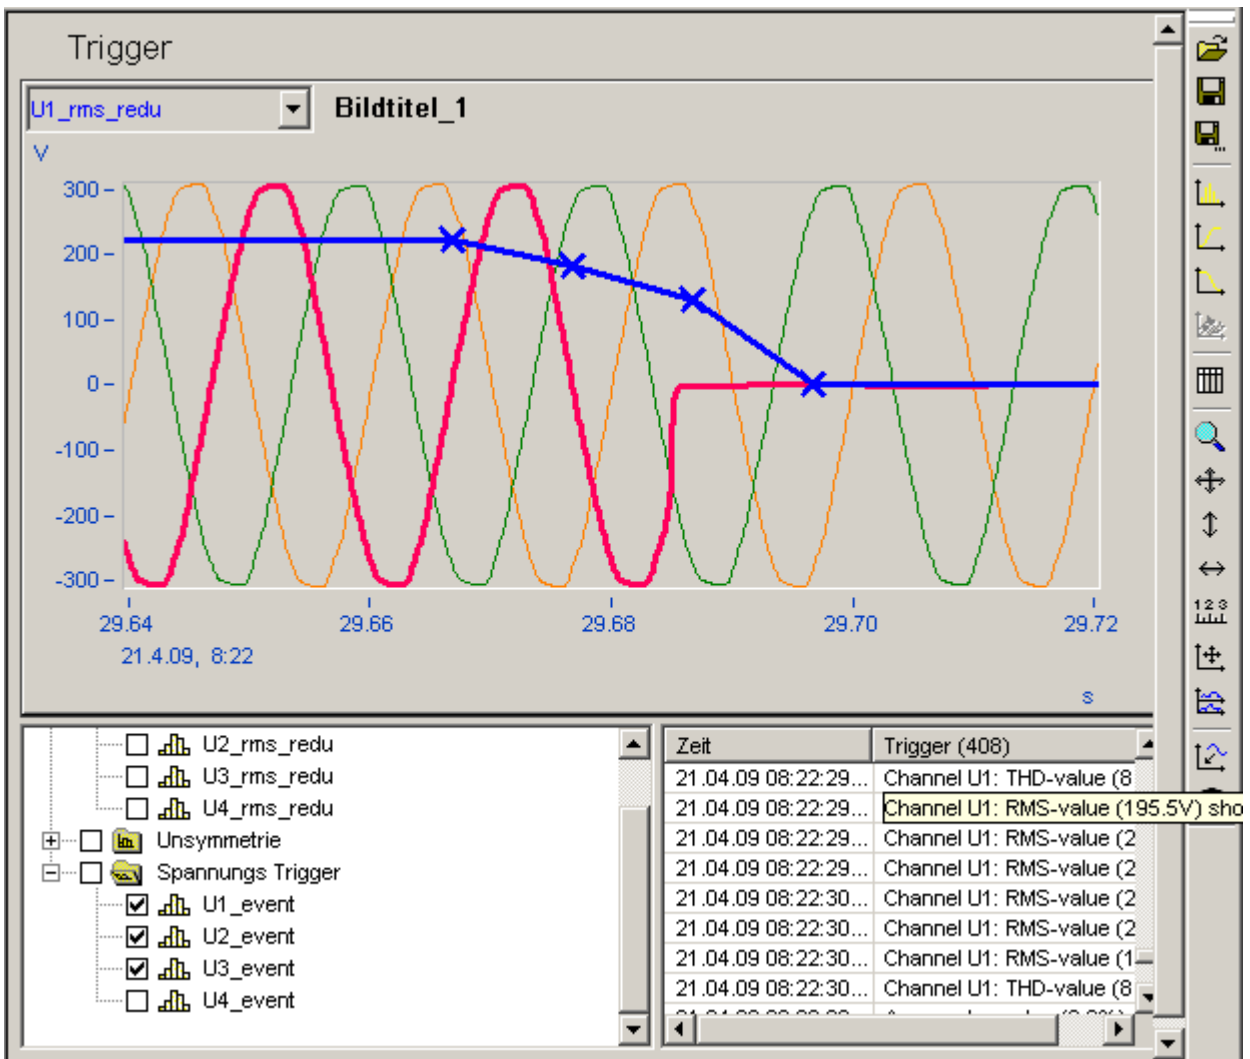 Trigger
U1_rms_redu
Bildtitel_1
V
300
200
100
0
-100
-200
-300
29.64 29.66 29.68 29.70 29.72
21.4.09, 8:22
s
1 2 3
U2_rms_redu
U3_rms_redu
U4_rms_redu
Unsymmetrie
Spannungs Trigger
U1_event
U2_event
U3_event
U4_event
Zeit Trigger (408)
21.04.09 08:22:29... Channel U1: THD-value (8
21.04.09 08:22:29... Channel U1: RMS-value (195.5V) sho
21.04.09 08:22:29... Channel U1: RMS-value (2
21.04.09 08:22:29... Channel U1: RMS-value (2
21.04.09 08:22:30... Channel U1: RMS-value (2
21.04.09 08:22:30... Channel U1: RMS-value (2
21.04.09 08:22:30... Channel U1: RMS-value (1
21.04.09 08:22:30... Channel U1: THD-value (8